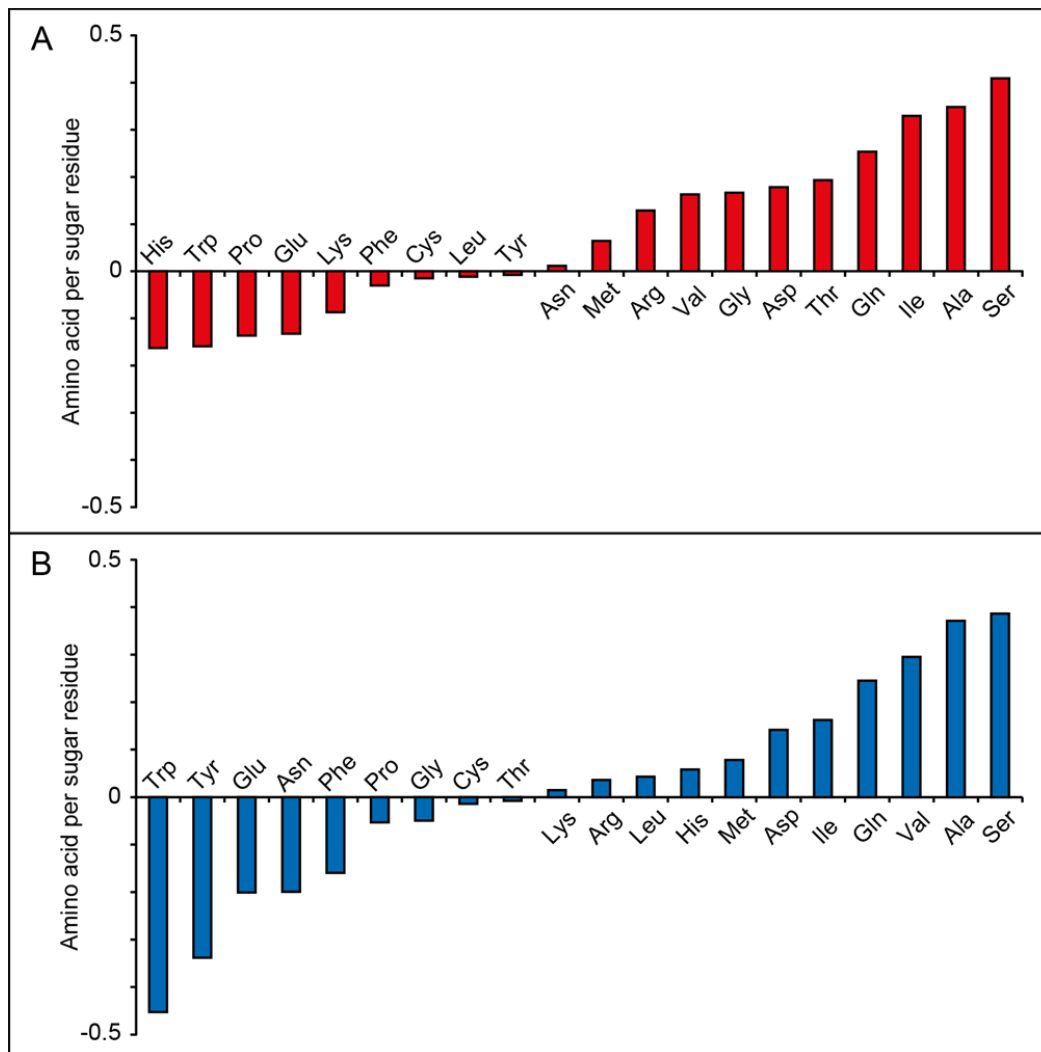 A
0.5
Amino acid per sugar residue
His Trp Pro Glu Lys Phe Cys Leu Tyr
0
Asn Met Arg Val Gly Asp Thr Gln Ile Ala Ser
-0.5
B
0.5
Amino acid per sugar residue
Trp Tyr Glu Asn Phe Pro Gly Cys Thr
0
Lys Arg Leu His Met Asp Ile Gln Val Ala Ser
-0.5